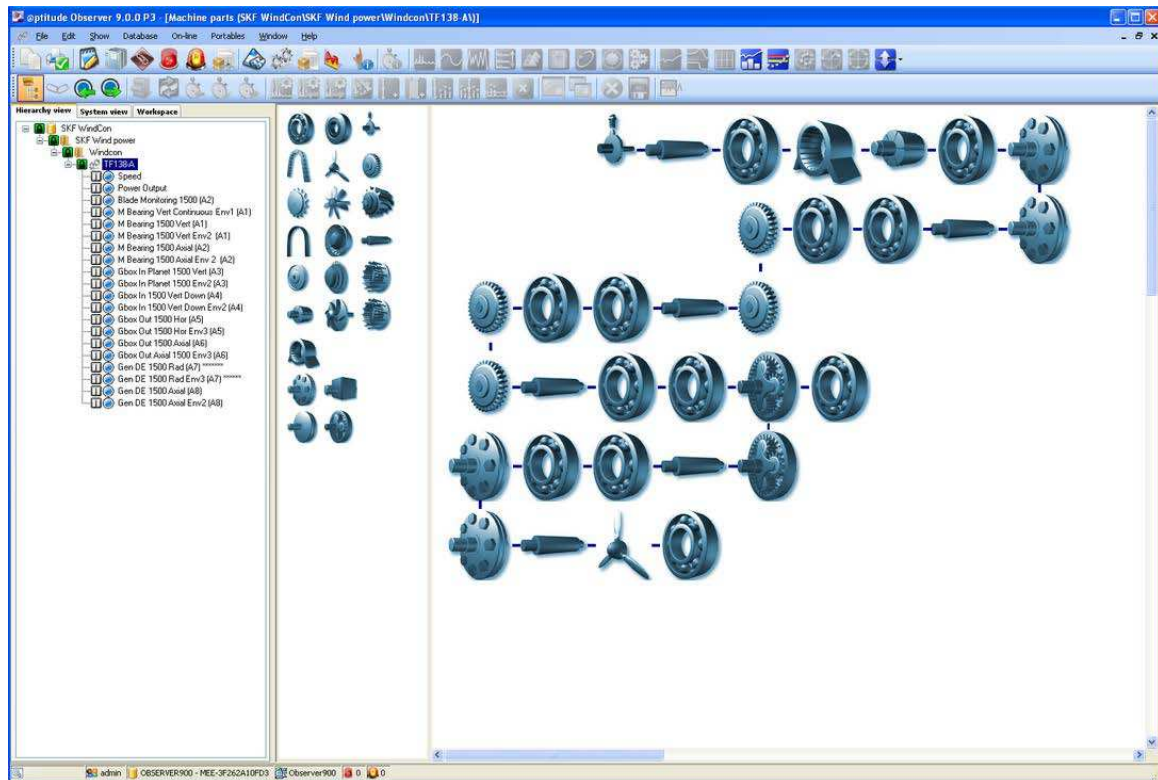 @ptitude Observer 9.0.0 P3 - [Machine parts (SKF WindCon\SKF Wind power\Windcon\TF138-A\)]
File Edit Show Database On-line Portables Window Help
Hierarchy view System view Workspace
SKF WindCon
SKF Wind power
Windcon
TF138-A
Speed
Power Output
Blade Monitoring 1500 (A2)
M Bearing Vert Continuous Env1 (A1)
M Bearing 1500 Vert (A1)
M Bearing 1500 Vert Env2 (A1)
M Bearing 1500 Axial (A2)
M Bearing 1500 Axial Env 2 (A2)
Gbox In Planet 1500 Vert (A3)
Gbox In Planet 1500 Env2 (A3)
Gbox In 1500 Vert Down (A4)
Gbox In 1500 Vert Down Env2 (A4)
Gbox Out 1500 Hor (A5)
Gbox Out 1500 Hor Env3 (A5)
Gbox Out 1500 Axial (A6)
Gbox Out Axial 1500 Env3 (A6)
Gen DE 1500 Rad (A7) *******
Gen DE 1500 Rad Env3 (A7) ******
Gen DE 1500 Axial (A8)
Gen DE 1500 Axial Env2 (A8)
admin OBSERVER900 - MEE-3F262A10FD3 Observer900 0 0